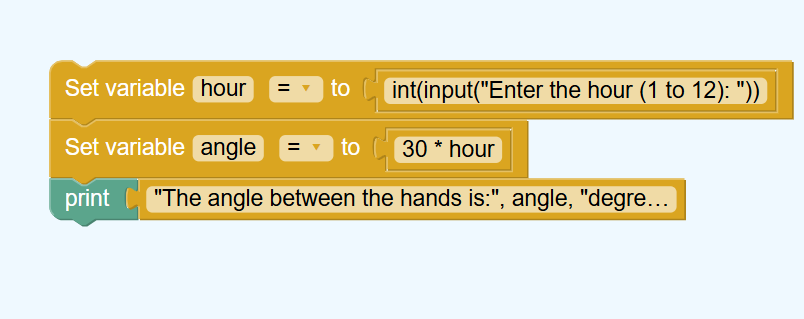 Set variable hour = to int(input("Enter the hour (1 to 12): "))
Set variable angle = to 30 * hour
print "The angle between the hands is:", angle, "degre…